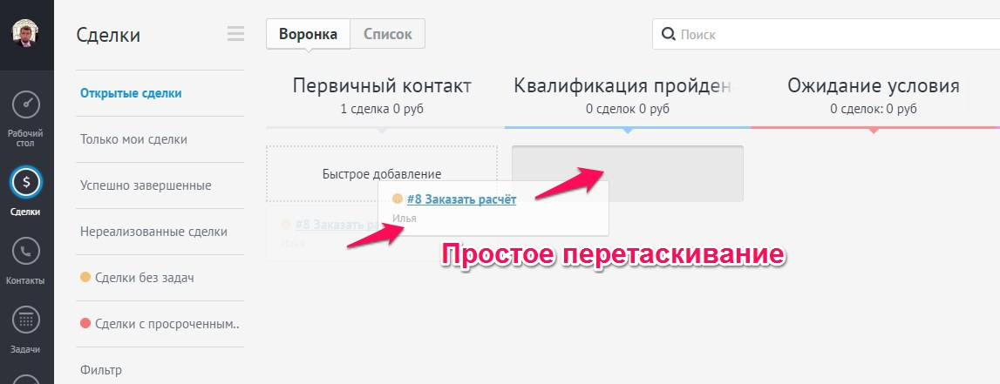 Рабочий
стол
Сделки
Контакты
Задачи
Сделки
Открытые сделки
Только мои сделки
Успешно завершенные
Нереализованные сделки
Сделки без задач
Сделки с просроченным..
Фильтр
Воронка Список
Поиск
Первичный контакт
1 сделка 0 руб
Квалификация пройден
0 сделок 0 руб
Ожидание условия
0 сделок: 0 руб
Быстрое добавление
#8 Заказать расчёт
Илья
#8 Заказать ра
Илья
Простое перетаскивание